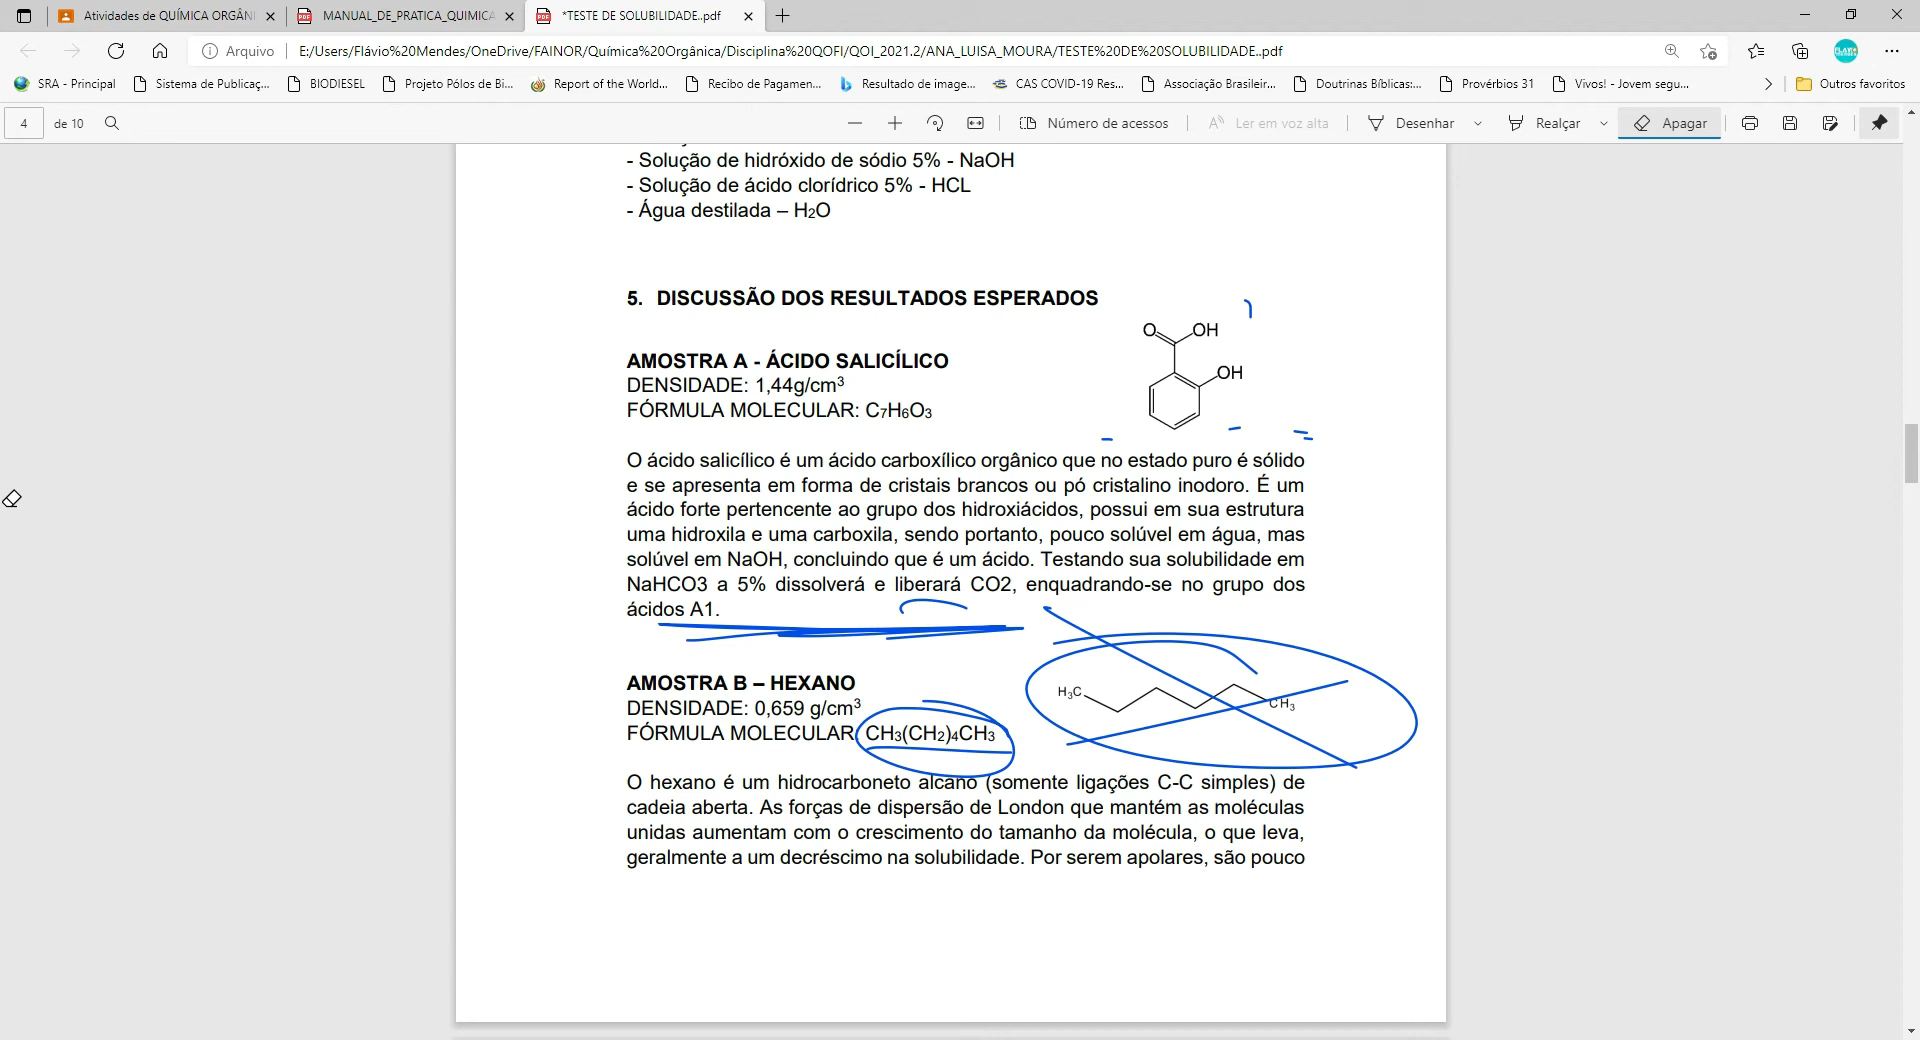 Atividades de QUÍMICA ORGÂNI
MANUAL_DE_PRATICA_QUIMICA
*TESTE DE SOLUBILIDADE..pdf
Arquivo
E:/Users/Flávio%20Mendes/OneDrive/FAINOR/Química%20Orgânica/Disciplina%20QOFI/QOI_2021.2/ANA_LUISA_MOURA/TESTE%20DE%20SOLUBILIDADE..pdf
SRA - Principal
Sistema de Publicaç...
BIODIESEL
Projeto Pólos de Bi...
Report of the World...
Recibo de Pagamen...
Resultado de image...
CAS COVID-19 Res...
Associação Brasileir...
Doutrinas Bíblicas:...
Provérbios 31
Vivos! - Jovem segu...
Outros favoritos
4 de 10
Número de acessos
Ler em voz alta
Desenhar
Realçar
Apagar
- Solução de hidróxido de sódio 5% - NaOH
- Solução de ácido clorídrico 5% - HCL
- Água destilada – H2O
5. DISCUSSÃO DOS RESULTADOS ESPERADOS
O OH
OH
AMOSTRA A - ÁCIDO SALICÍLICO
DENSIDADE: 1,44g/cm³
FÓRMULA MOLECULAR: C7H6O3
O ácido salicílico é um ácido carboxílico orgânico que no estado puro é sólido
e se apresenta em forma de cristais brancos ou pó cristalino inodoro. É um
ácido forte pertencente ao grupo dos hidroxiácidos, possui em sua estrutura
uma hidroxila e uma carboxila, sendo portanto, pouco solúvel em água, mas
solúvel em NaOH, concluindo que é um ácido. Testando sua solubilidade em
NaHCO3 a 5% dissolverá e liberará CO2, enquadrando-se no grupo dos
ácidos A1.
AMOSTRA B – HEXANO
DENSIDADE: 0,659 g/cm³
FÓRMULA MOLECULAR CH3(CH2)4CH3
H3C
CH3
O hexano é um hidrocarboneto alcano (somente ligações C-C simples) de
cadeia aberta. As forças de dispersão de London que mantém as moléculas
unidas aumentam com o crescimento do tamanho da molécula, o que leva,
geralmente a um decréscimo na solubilidade. Por serem apolares, são pouco